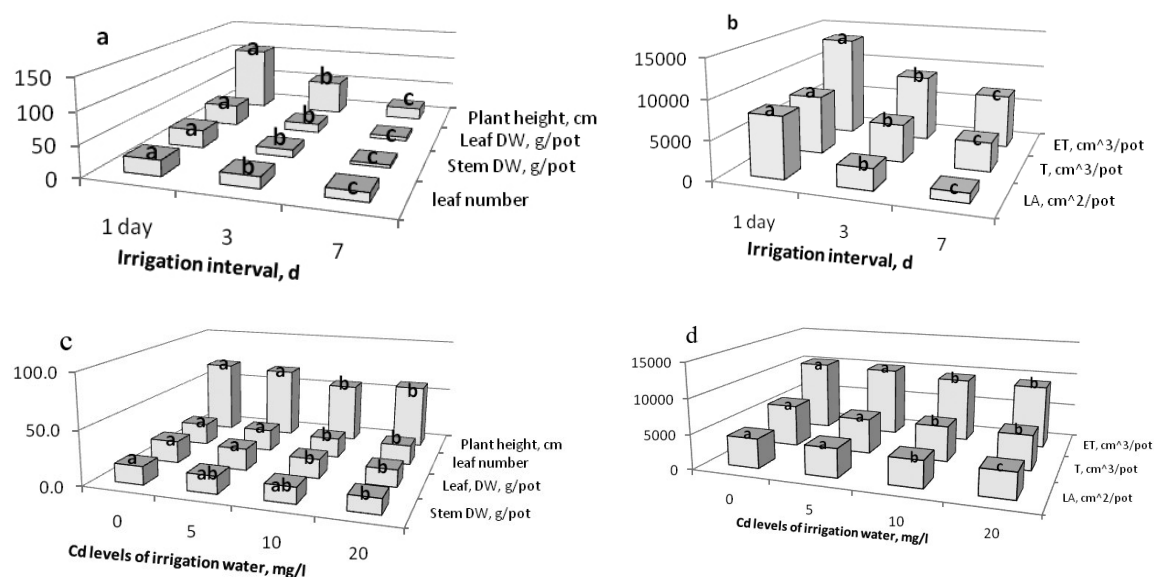 a
150
100
50
0
a
b
c
a
b
c
a
b
c
a
b
c
Plant height, cm
Leaf DW, g/pot
Stem DW, g/pot
leaf number
1 day
3
7
Irrigation interval, d
b
15000
10000
5000
0
a
b
c
a
b
c
a
b
c
ET, cm^3/pot
T, cm^3/pot
LA, cm^2/pot
1 day
3
7
Irrigation interval, d
c
100.0
50.0
0.0
a
a
b
b
a
a
b
b
a
a
b
b
a
ab
ab
b
Plant height, cm
leaf number
Leaf, DW, g/pot
Stem DW, g/pot
0
5
10
20
Cd levels of irrigation water, mg/l
d
15000
10000
5000
0
a
a
b
b
a
a
b
b
a
a
b
c
ET, cm^3/pot
T, cm^3/pot
LA, cm^2/pot
0
5
10
20
Cd levels of irrigation water, mg/l